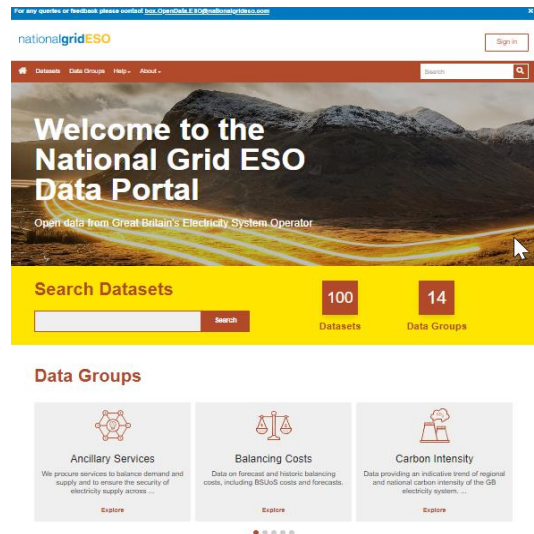 For any queries or feedback please contact box.OpenData.ESO@nationalgrideso.com
nationalgridESO
Sign in
Datasets Data Groups Help About
Search
Welcome to the
National Grid ESO
Data Portal
Open data from Great Britain's Electricity System Operator
Search Datasets
Search
100
Datasets
14
Data Groups
Data Groups
Ancillary Services
We procure services to balance demand and
supply and to ensure the security of
electricity supply across ...
Explore
Balancing Costs
Data on forecast and historic balancing
costs, including BSUoS costs and forecasts.
Explore
Carbon Intensity
Data providing an indicative trend of regional
and national carbon intensity of the GB
electricity system. ...
Explore